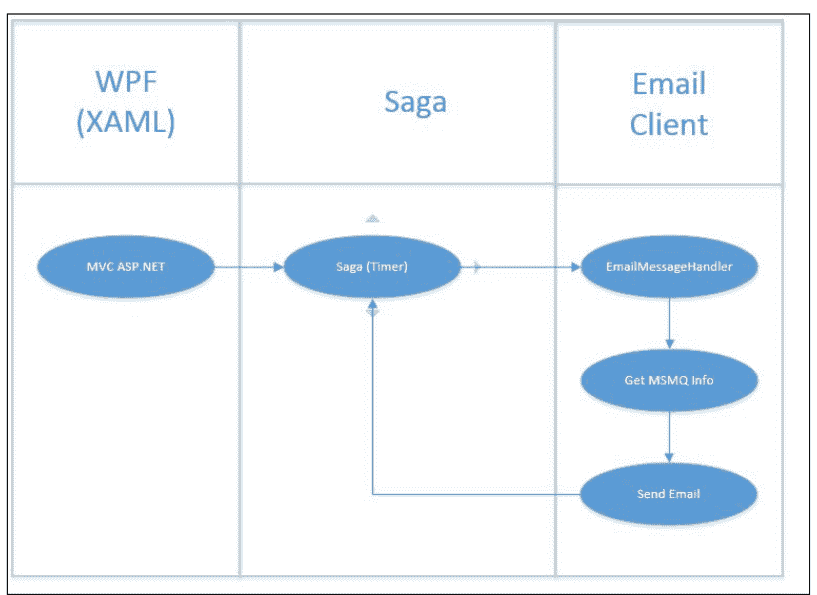 WPF
(XAML)
Saga
Email
Client
MVC ASP.NET
Saga (Timer)
EmailMessageHandler
Get MSMQ Info
Send Email